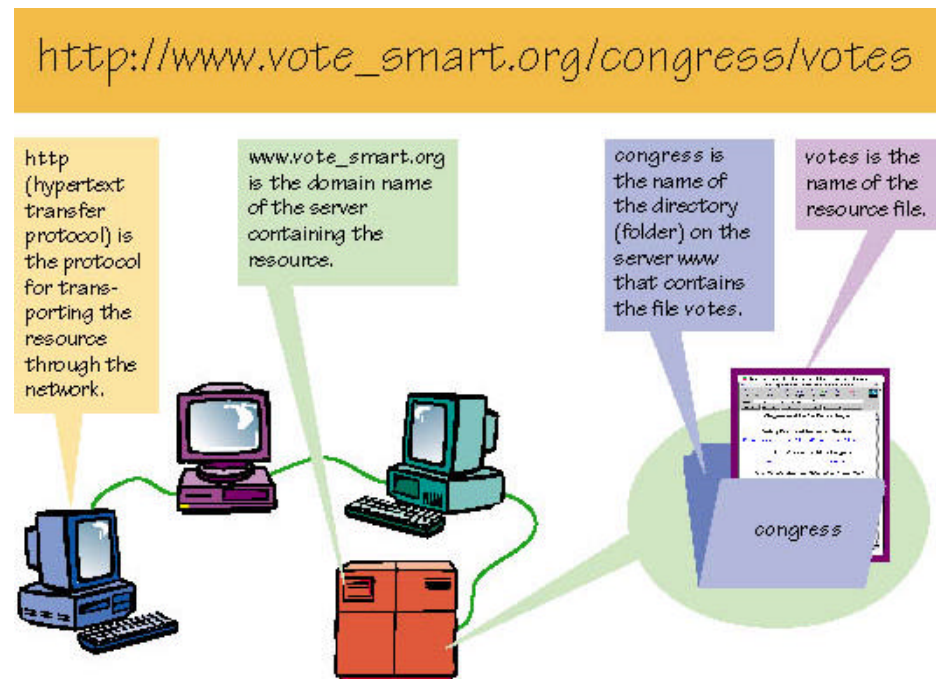 http://www.vote_smart.org/congress/votes
http
(hypertext
transfer
protocol) is
the protocol
for trans-
porting the
resource
through the
network.
www.vote_smart.org
is the domain name
of the server
containing the
resource.
congress is
the name of
the directory
(folder) on the
server www
that contains
the file votes.
votes is the
name of the
resource file.
congress